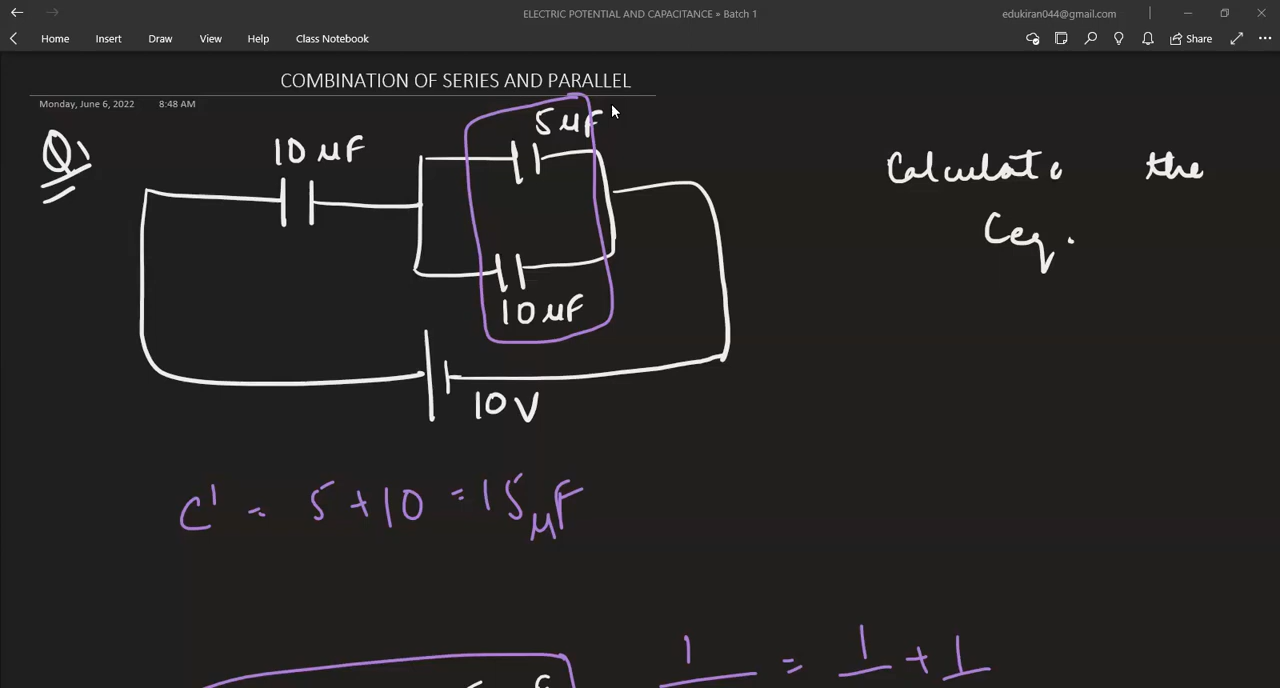 ELECTRIC POTENTIAL AND CAPACITANCE » Batch 1
edukiran044@gmail.com
Home Insert Draw View Help Class Notebook
Share
COMBINATION OF SERIES AND PARALLEL
Monday, June 6, 2022 8:48 AM
Q1
10 μF
5 μF
Calculate the
Ceq.
10 μF
10V
C' = 5 + 10 = 15 μF
1 = 1 + 1
C